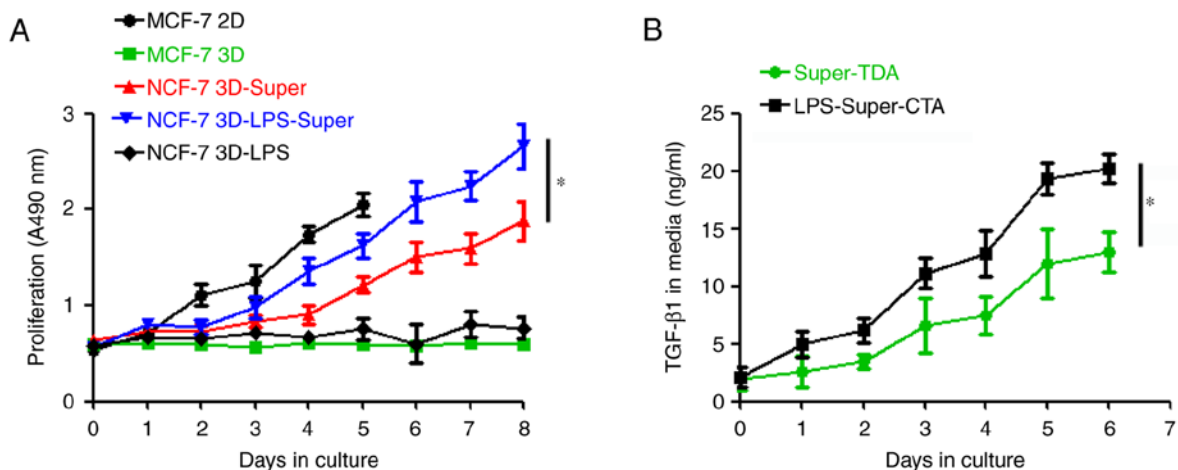 A
MCF-7 2D
MCF-7 3D
NCF-7 3D-Super
NCF-7 3D-LPS-Super
NCF-7 3D-LPS
Proliferation (A490 nm)
3
2
1
0
*
0 1 2 3 4 5 6 7 8
Days in culture
B
Super-TDA
LPS-Super-CTA
TGF-β1 in media (ng/ml)
25
20
15
10
5
0
*
0 1 2 3 4 5 6 7
Days in culture